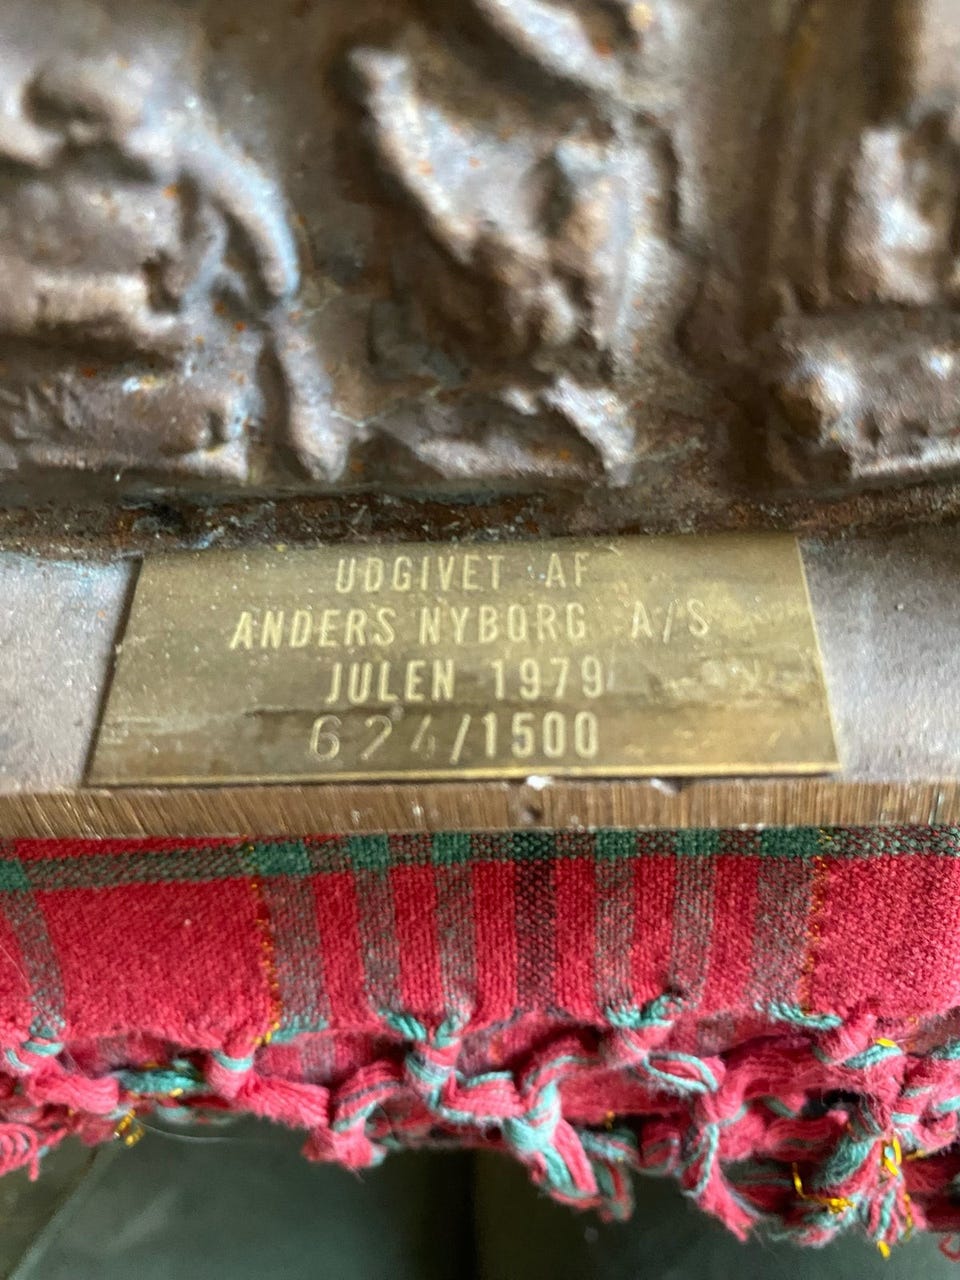 UDGIVET AF
ANDERS NYBORG A/S
JULEN 1979
624/1500